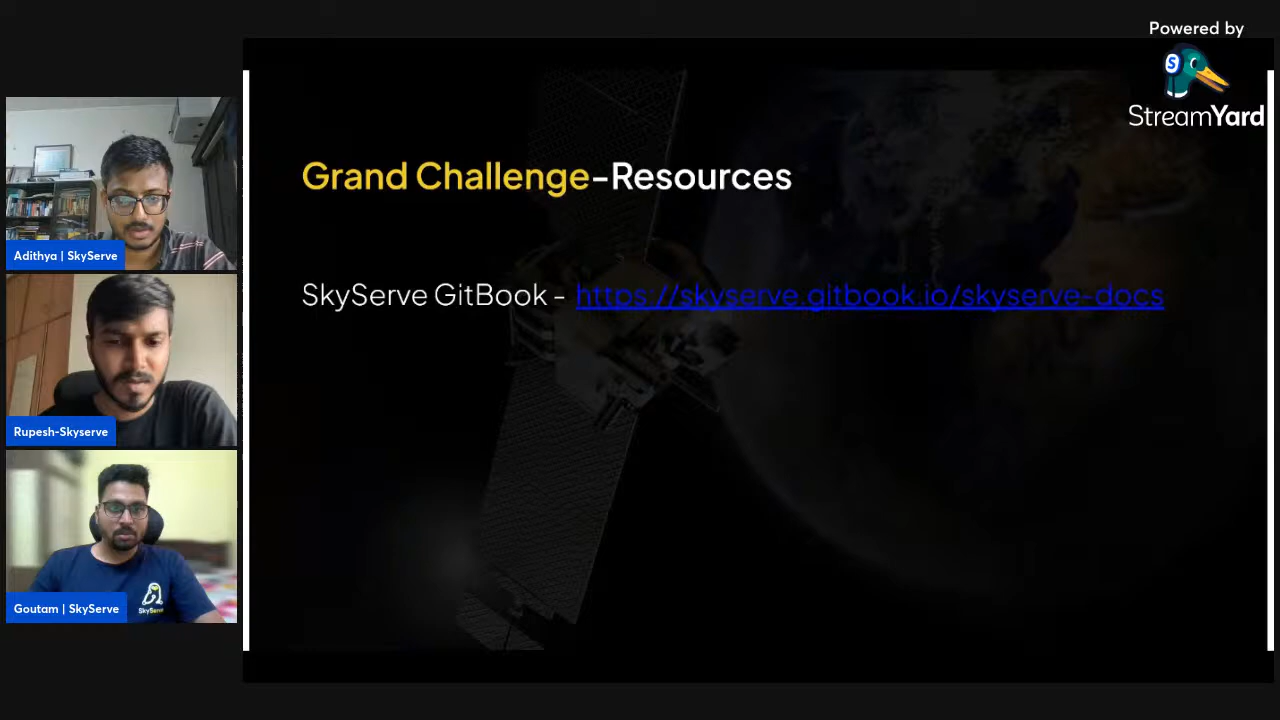 Powered by
StreamYard
Grand Challenge-Resources
SkyServe GitBook - https://skyserve.gitbook.io/skyserve-docs
Adithya | SkyServe
Rupesh-Skyserve
Goutam | SkyServe
SkyServe